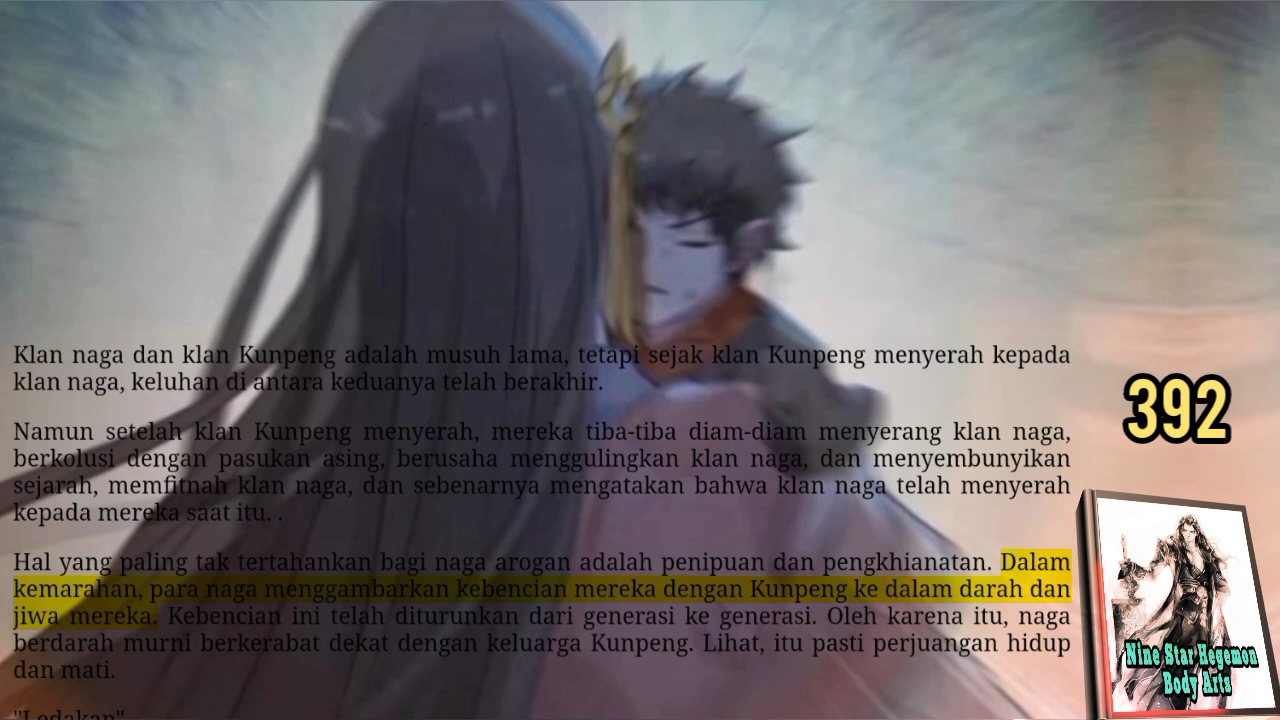 Klan naga dan klan Kunpeng adalah musuh lama, tetapi sejak klan Kunpeng menyerah kepada
klan naga, keluhan di antara keduanya telah berakhir.
Namun setelah klan Kunpeng menyerah, mereka tiba-tiba diam-diam menyerang klan naga,
berkolusi dengan pasukan asing, berusaha menggulingkan klan naga, dan menyembunyikan
sejarah, memfitnah klan naga, dan sebenarnya mengatakan bahwa klan naga telah menyerah
kepada mereka saat itu. .
Hal yang paling tak tertahankan bagi naga arogan adalah penipuan dan pengkhianatan. Dalam
kemarahan, para naga menggambarkan kebencian mereka dengan Kunpeng ke dalam darah dan
jiwa mereka. Kebencian ini telah diturunkan dari generasi ke generasi. Oleh karena itu, naga
berdarah murni berkerabat dekat dengan keluarga Kunpeng. Lihat, itu pasti perjuangan hidup
dan mati.
"Ledakan"
392
Nine Star Hegemon
Body Arts